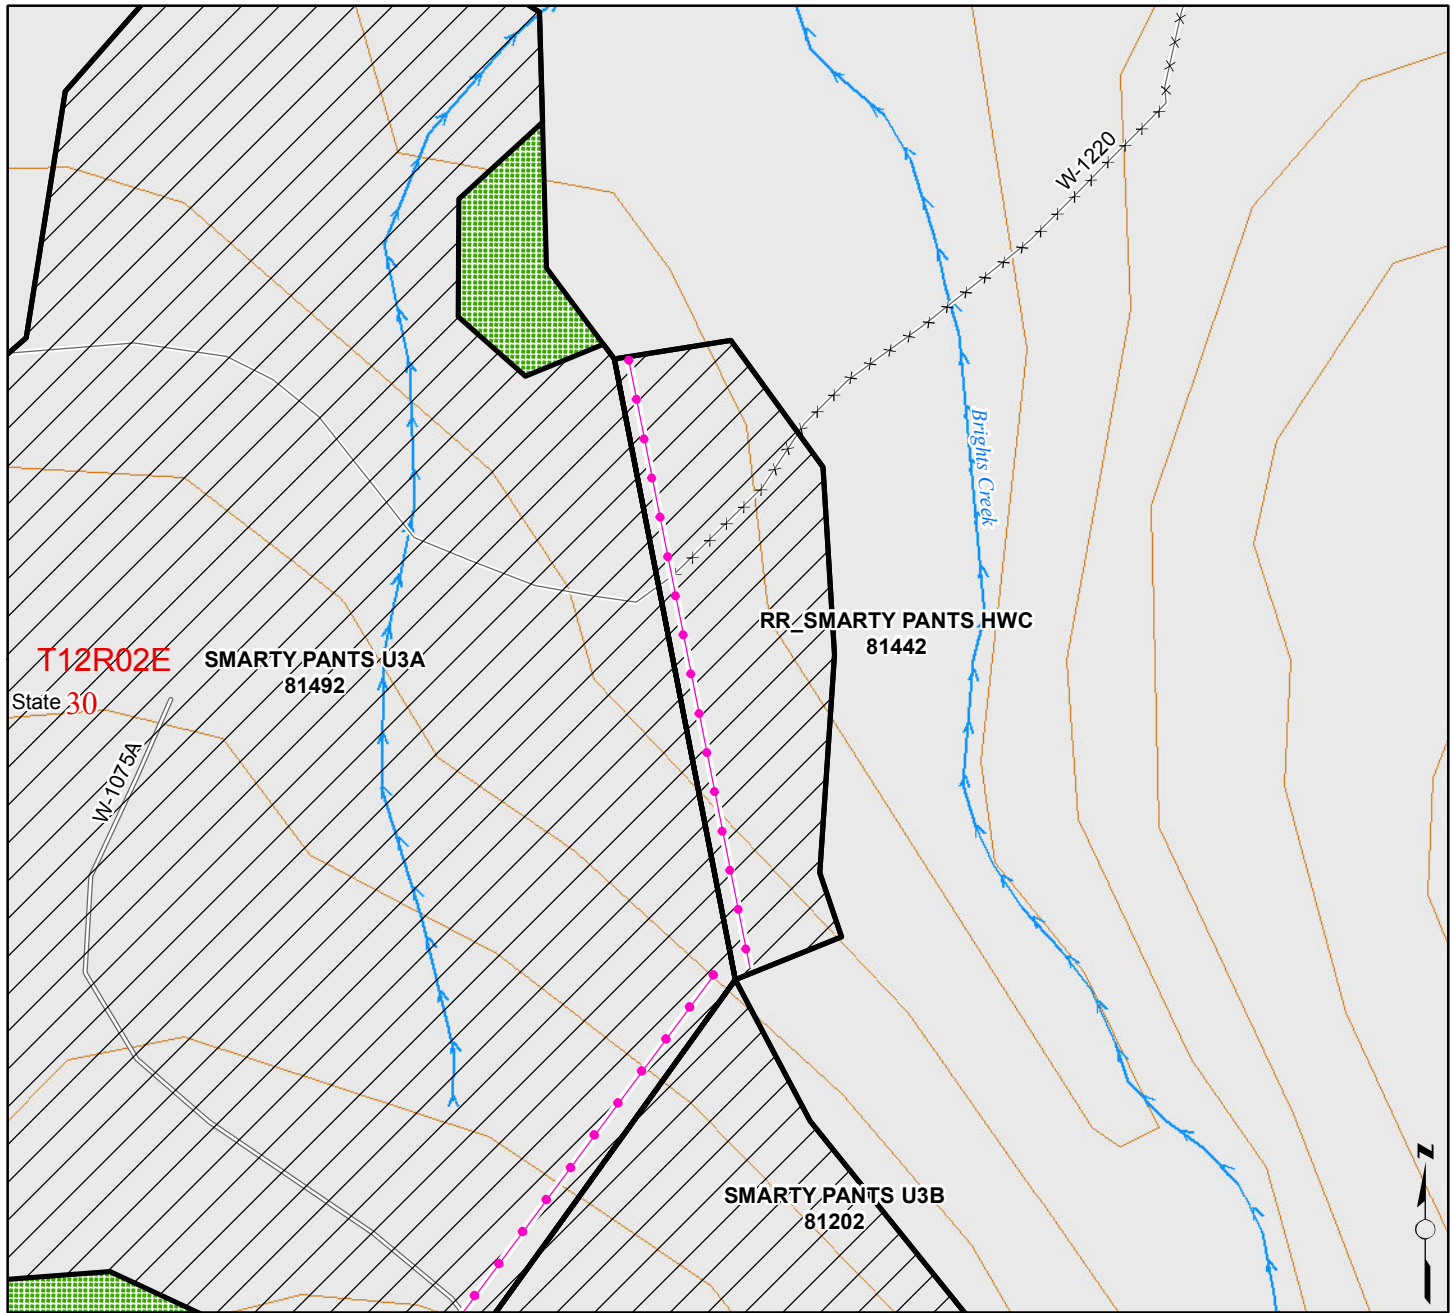 W-1220
Brights Creek
RR_SMARTY PANTS HWC
81442
T12R02E
SMARTY PANTS U3A
81492
State 30
W-1075A
SMARTY PANTS U3B
81202
Z